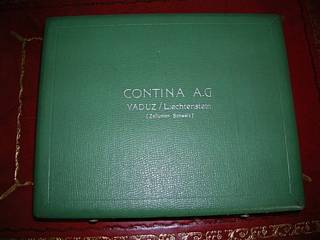 CONTINA A.G
VADUZ / Liechtenstein
(Zollunion Schweiz)